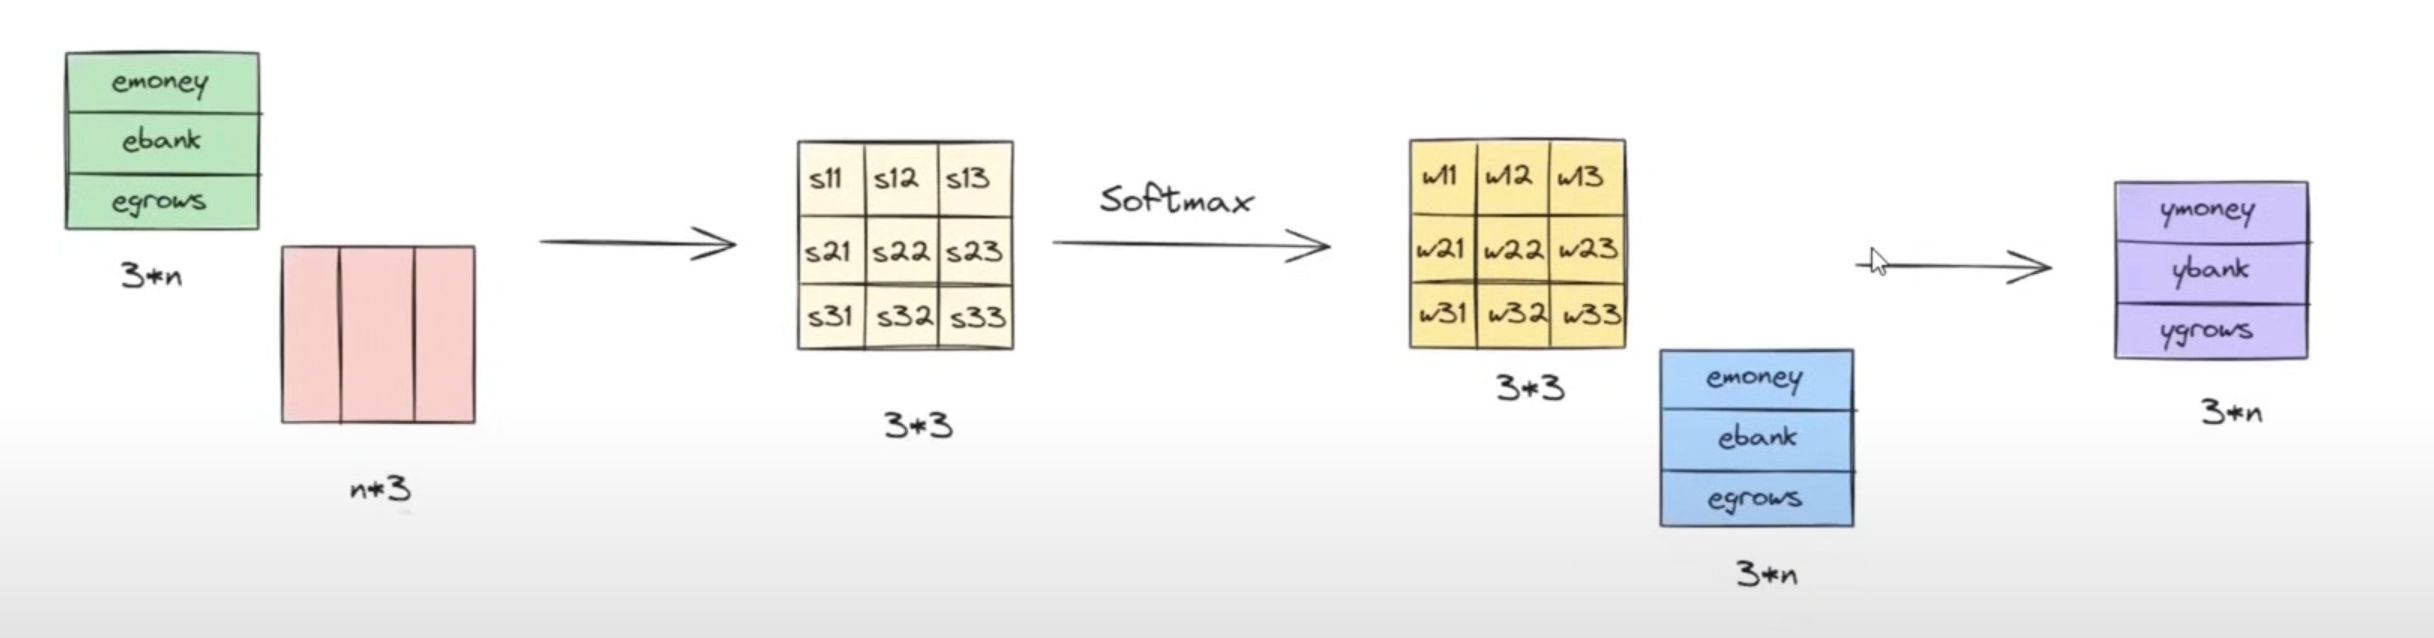 emoney
ebank
egrows
3*n
n*3
s11 s12 s13
s21 s22 s23
s31 s32 s33
3*3
Softmax
w11 w12 w13
w21 w22 w23
w31 w32 w33
3*3
emoney
ebank
egrows
3*n
ymoney
ybank
ygrows
3*n